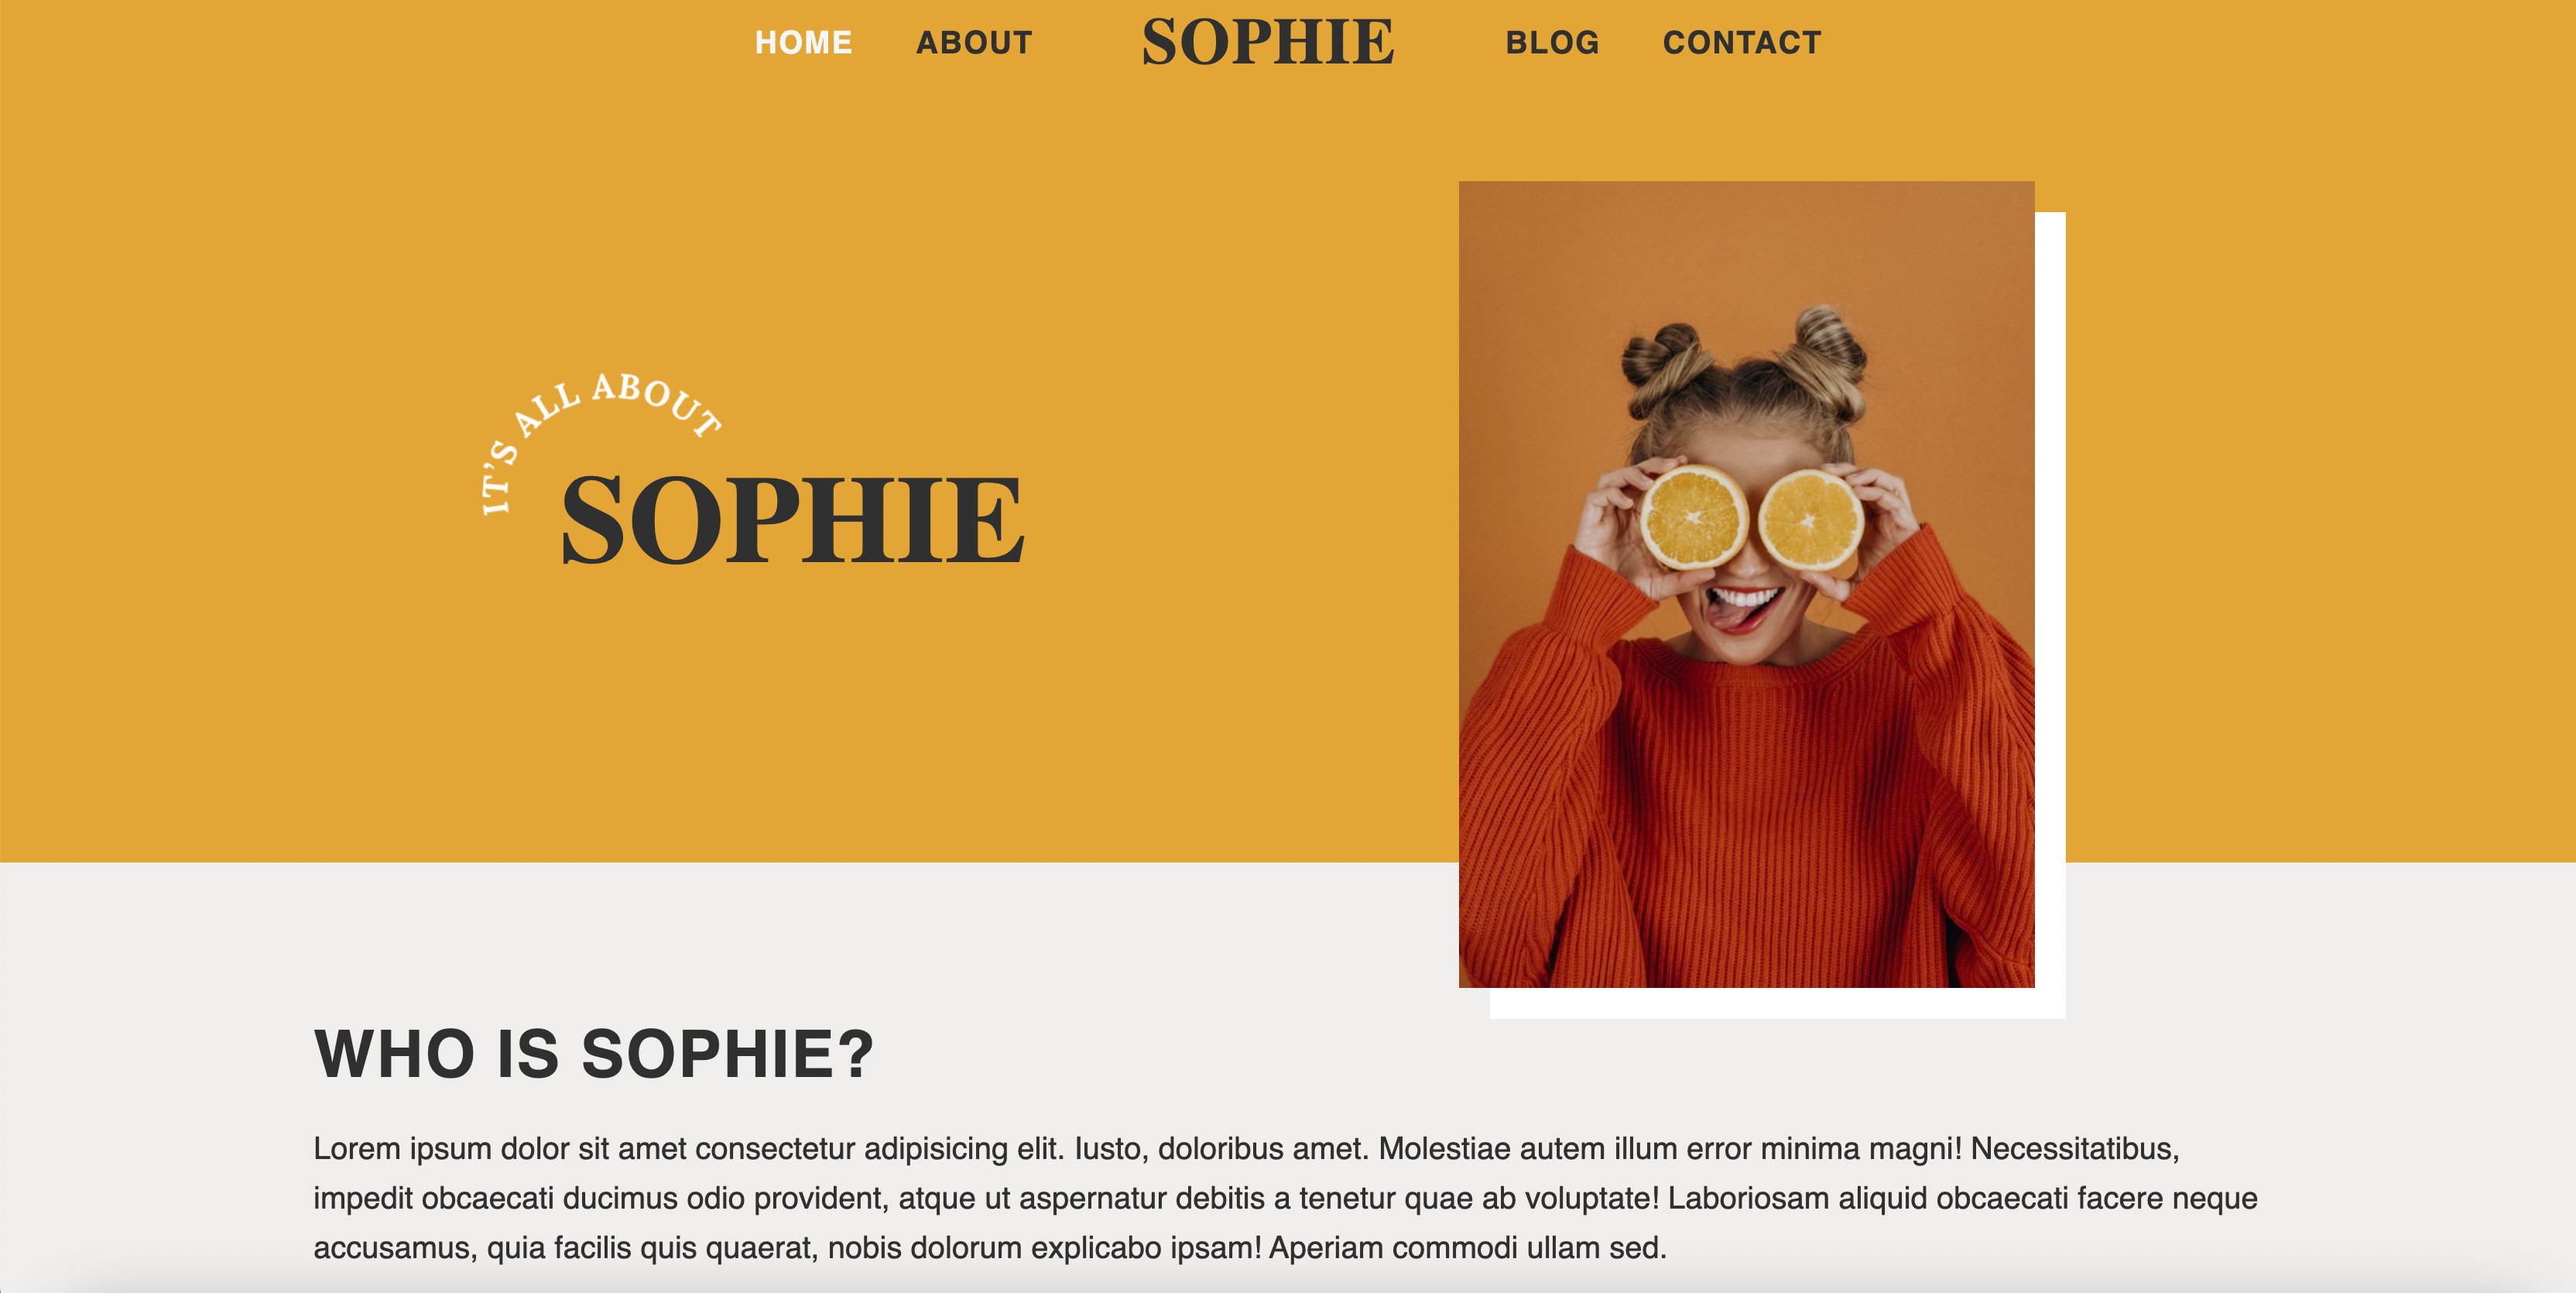 HOME ABOUT SOPHIE BLOG CONTACT
IT'S ALL ABOUT
SOPHIE
WHO IS SOPHIE?
Lorem ipsum dolor sit amet consectetur adipisicing elit. Iusto, doloribus amet. Molestiae autem illum error minima magni! Necessitatibus,
impedit obcaecati ducimus odio provident, atque ut aspernatur debitis a tenetur quae ab voluptate! Laboriosam aliquid obcaecati facere neque
accusamus, quia facilis quis quaerat, nobis dolorum explicabo ipsam! Aperiam commodi ullam sed.